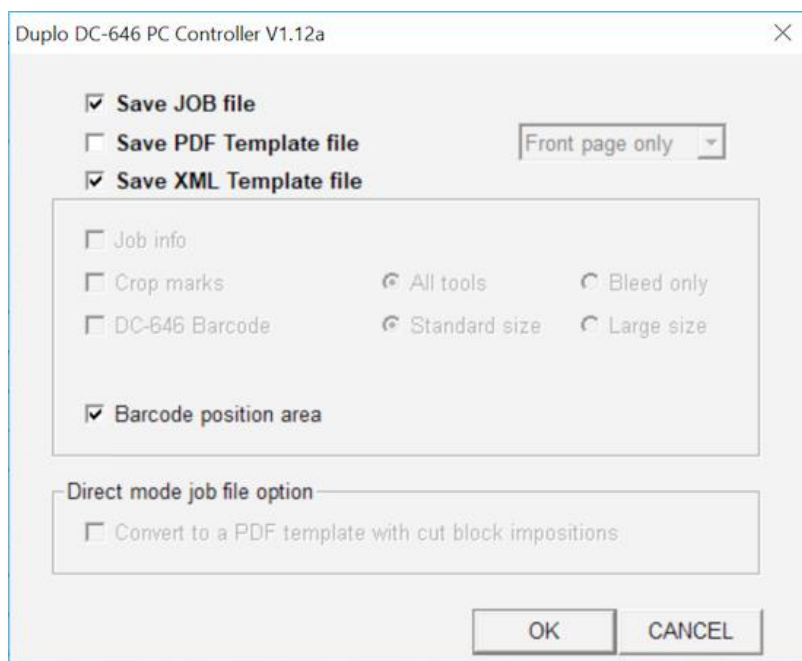 Duplo DC-646 PC Controller V1.12a
Save JOB file
Save PDF Template file Front page only
Save XML Template file
Job info
Crop marks All tools Bleed only
DC-646 Barcode Standard size Large size
Barcode position area
Direct mode job file option
Convert to a PDF template with cut block impositions
OK CANCEL